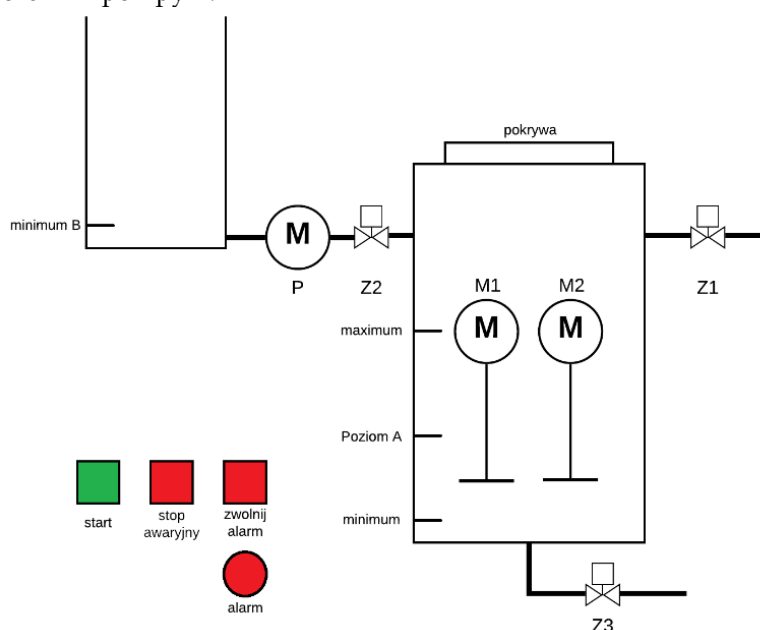 pokrywa
minimum B
M
P
Z2
Z1
M1
M2
M
M
maximum
Poziom A
minimum
start
stop
awaryjny
zwolnij
alarm
alarm
Z3